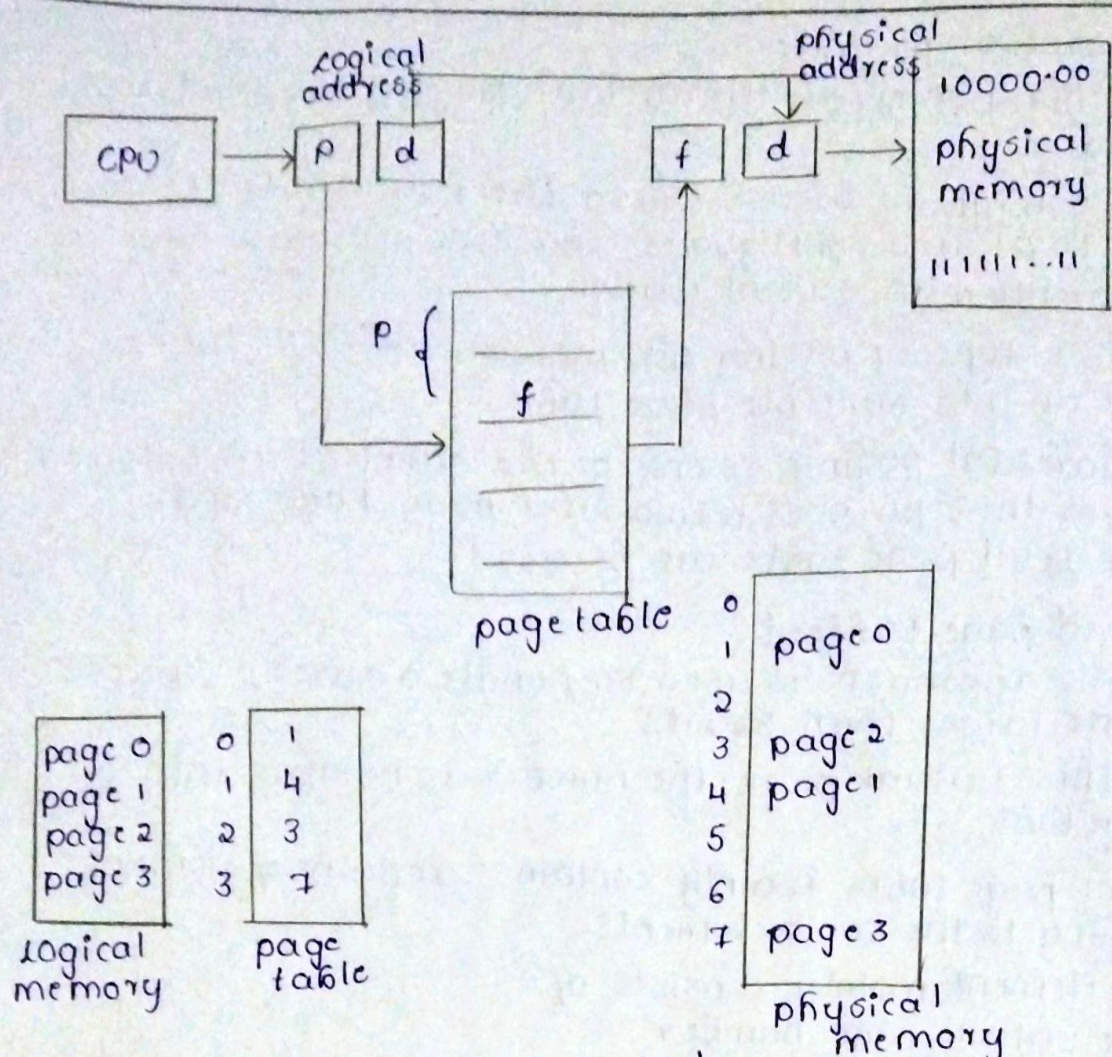 logical
address
physical
address
CPU
p
d
f
d
10000.00
physical
memory
111111..11
p
f
page table
page 0
page 1
page 2
page 3
logical
memory
0
1
2
3
1
4
3
7
page
table
0
1 page 0
2
3 page 2
4 page 1
5
6
7 page 3
physical
memory